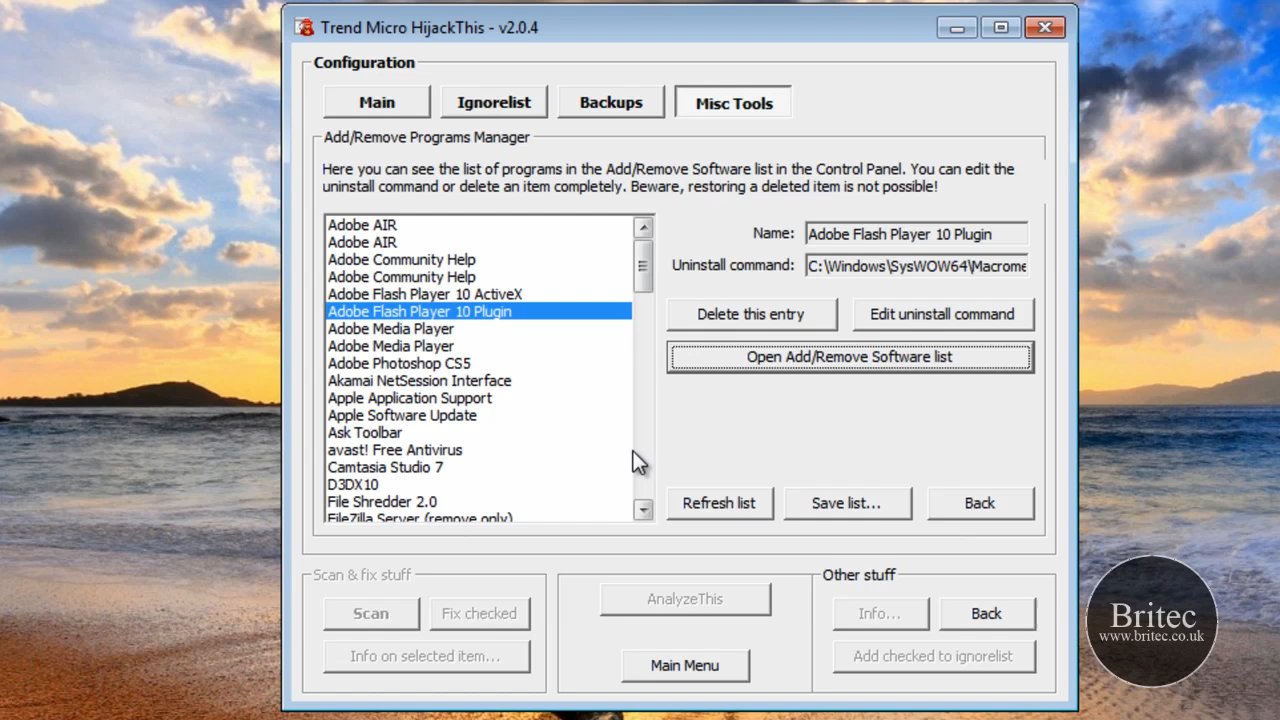 Trend Micro HijackThis - v2.0.4
Configuration
Main
Ignorelist
Backups
Misc Tools
Add/Remove Programs Manager
Here you can see the list of programs in the Add/Remove Software list in the Control Panel. You can edit the
uninstall command or delete an item completely. Beware, restoring a deleted item is not possible!
Adobe AIR
Adobe AIR
Adobe Community Help
Adobe Community Help
Adobe Flash Player 10 ActiveX
Adobe Flash Player 10 Plugin
Adobe Media Player
Adobe Media Player
Adobe Photoshop CS5
Akamai NetSession Interface
Apple Application Support
Apple Software Update
Ask Toolbar
avast! Free Antivirus
Camtasia Studio 7
D3DX10
File Shredder 2.0
FileZilla Server (remove only)
Name: Adobe Flash Player 10 Plugin
Uninstall command: C:\Windows\SysWOW64\Macrome
Delete this entry
Edit uninstall command
Open Add/Remove Software list
Refresh list
Save list...
Back
Scan & fix stuff
Scan
Fix checked
Info on selected item...
AnalyzeThis
Main Menu
Other stuff
Info...
Back
Add checked to ignorelist
Britec
www.britec.co.uk